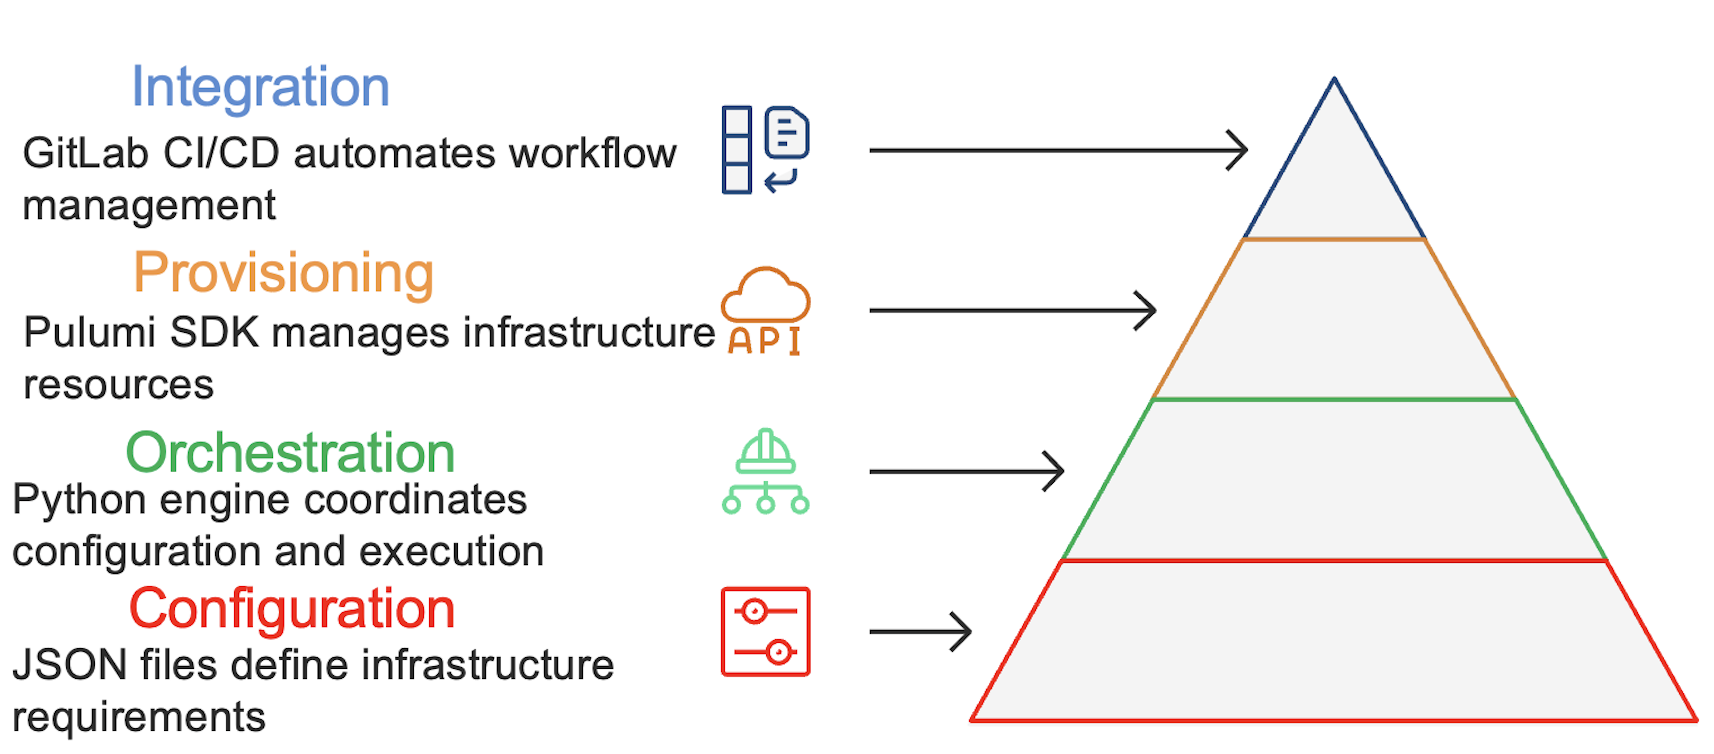 Integration
GitLab CI/CD automates workflow
management
Provisioning
Pulumi SDK manages infrastructure
resources
API
Orchestration
Python engine coordinates
configuration and execution
Configuration
JSON files define infrastructure
requirements